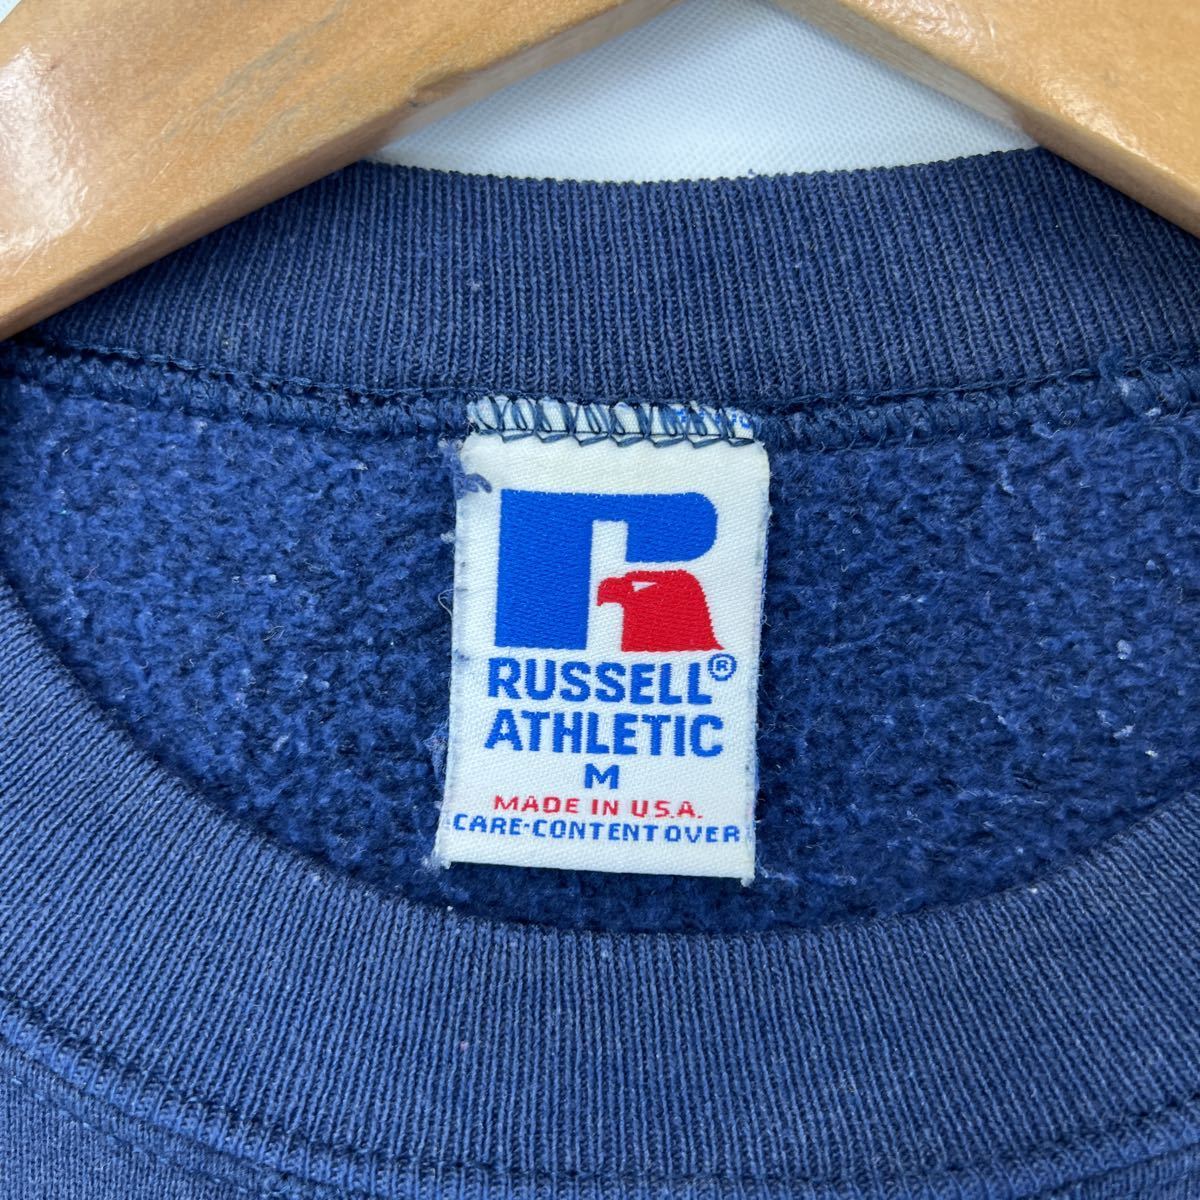 R
RUSSELL®
ATHLETIC
M
MADE IN U.S.A.
CARE-CONTENT OVER